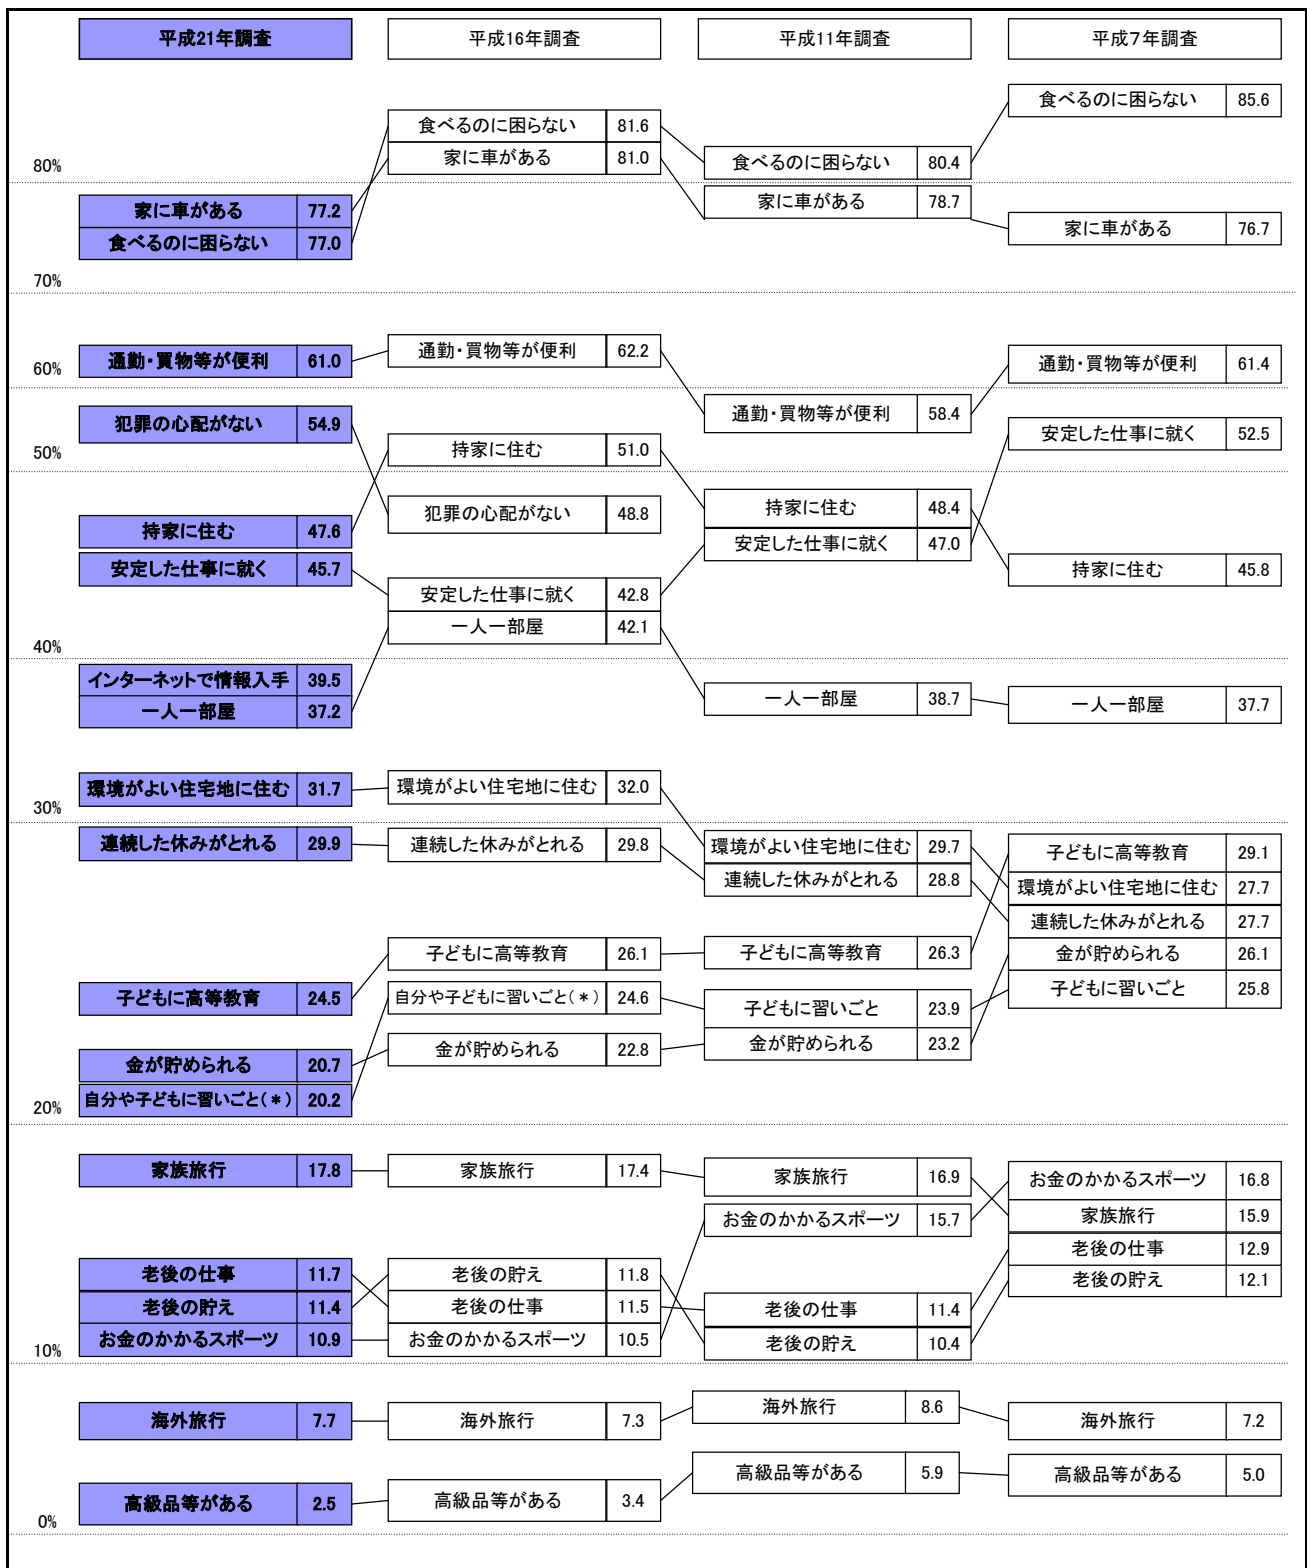 平成21年調査 平成16年調査 平成11年調査 平成7年調査
食べるのに困らない 85.6
食べるのに困らない 81.6
家に車がある 81.0
食べるのに困らない 80.4
80%
家に車がある 77.2
家に車がある 78.7
家に車がある 76.7
食べるのに困らない 77.0
70%
通勤・買物等が便利 61.0
通勤・買物等が便利 62.2
通勤・買物等が便利 61.4
60%
通勤・買物等が便利 58.4
犯罪の心配がない 54.9
安定した仕事に就く 52.5
50%
持家に住む 51.0
犯罪の心配がない 48.8
持家に住む 48.4
持家に住む 47.6
安定した仕事に就く 47.0
安定した仕事に就く 45.7
持家に住む 45.8
安定した仕事に就く 42.8
一人一部屋 42.1
40%
インターネットで情報入手 39.5
一人一部屋 37.2
一人一部屋 38.7
一人一部屋 37.7
環境がよい住宅地に住む 31.7
環境がよい住宅地に住む 32.0
30%
連続した休みがとれる 29.9
連続した休みがとれる 29.8
環境がよい住宅地に住む 29.7
子どもに高等教育 29.1
連続した休みがとれる 28.8
環境がよい住宅地に住む 27.7
連続した休みがとれる 27.7
子どもに高等教育 26.1
子どもに高等教育 26.3
金が貯められる 26.1
子どもに高等教育 24.5
自分や子どもに習いごと(*) 24.6
子どもに習いごと 23.9
子どもに習いごと 25.8
金が貯められる 20.7
金が貯められる 22.8
金が貯められる 23.2
自分や子どもに習いごと(*) 20.2
20%
家族旅行 17.8
家族旅行 17.4
家族旅行 16.9
お金のかかるスポーツ 16.8
お金のかかるスポーツ 15.7
家族旅行 15.9
老後の仕事 12.9
老後の仕事 11.7
老後の貯え 11.8
老後の貯え 12.1
老後の貯え 11.4
老後の仕事 11.5
老後の仕事 11.4
お金のかかるスポーツ 10.9
お金のかかるスポーツ 10.5
老後の貯え 10.4
10%
海外旅行 7.7
海外旅行 7.3
海外旅行 8.6
海外旅行 7.2
高級品等がある 5.9
高級品等がある 5.0
高級品等がある 2.5
高級品等がある 3.4
0%